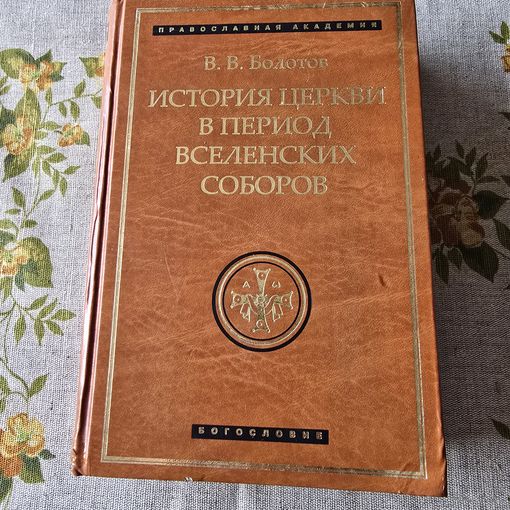 ПРАВОСЛАВНАЯ АКАДЕМИЯ
В. В. Болотов
ИСТОРИЯ ЦЕРКВИ
В ПЕРИОД
ВСЕЛЕНСКИХ
СОБОРОВ
Α Ω
БОГОСЛОВИЕ